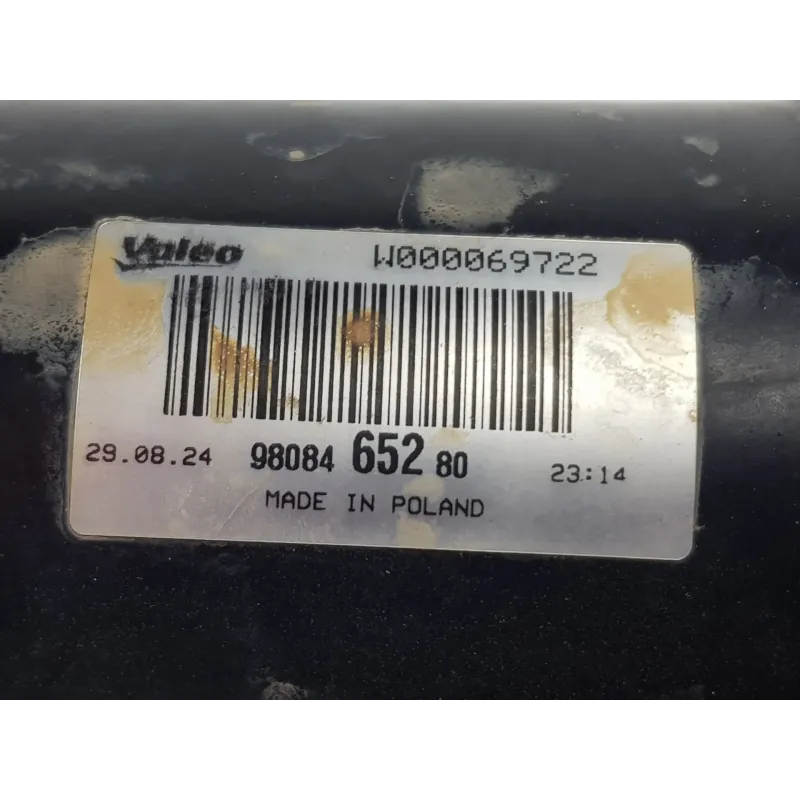 Valeo W000069722
29.08.24 98084 652 80 23:14
MADE IN POLAND